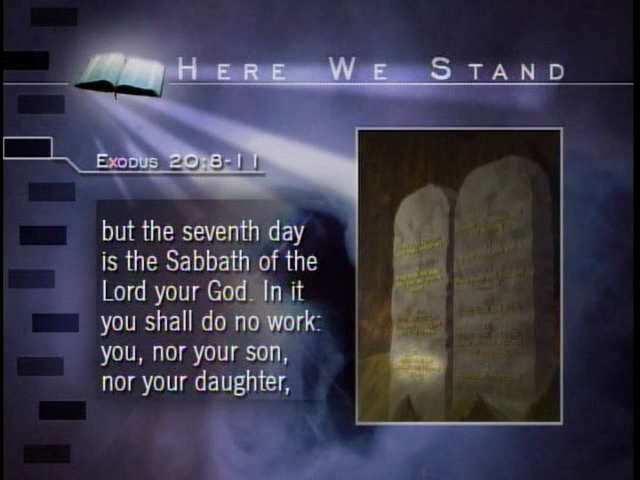 Here We Stand
Exodus 20:8-11
but the seventh day
is the Sabbath of the
Lord your God. In it
you shall do no work:
you, nor your son,
nor your daughter,